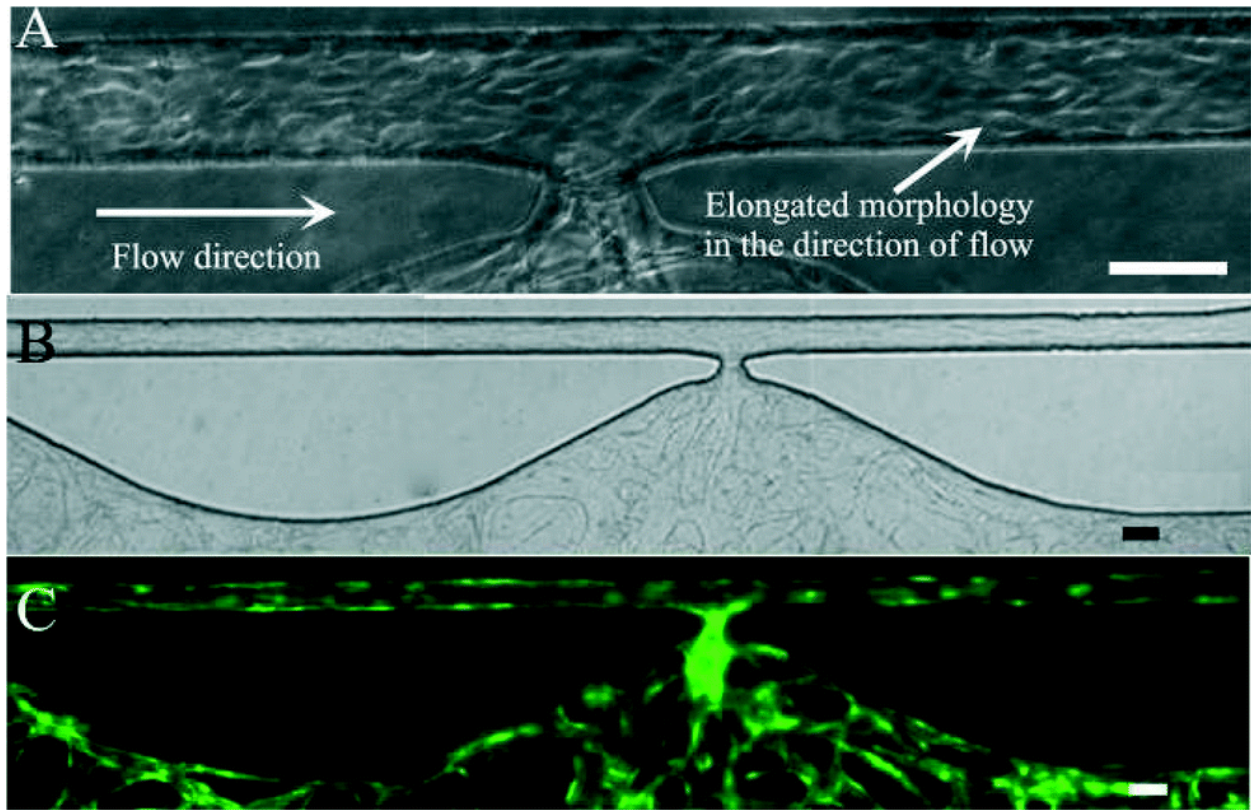 A
Flow direction
Elongated morphology
in the direction of flow
B
C